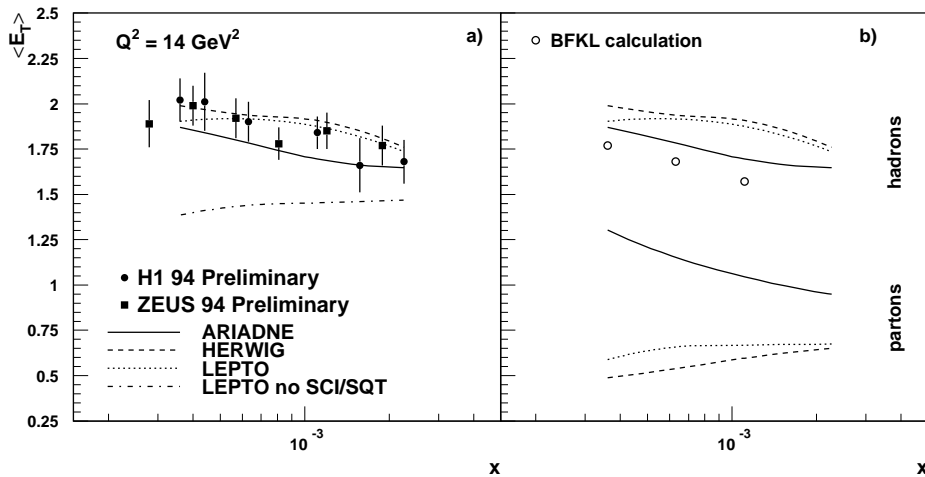 <E_T>
2.5
2.25
2
1.75
1.5
1.25
1
0.75
0.5
0.25
Q² = 14 GeV²
a)
H1 94 Preliminary
ZEUS 94 Preliminary
ARIADNE
HERWIG
LEPTO
LEPTO no SCI/SQT
10⁻³
x
BFKL calculation
b)
hadrons
partons
10⁻³
x